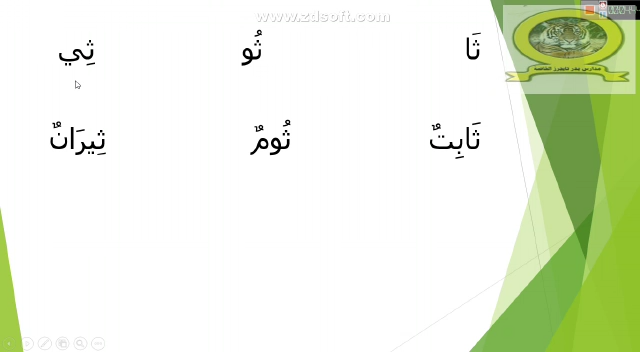 www.zdsoft.com
ثَا ثُو ثِي
ثَابِتٌ ثُومٌ ثِيرَانٌ